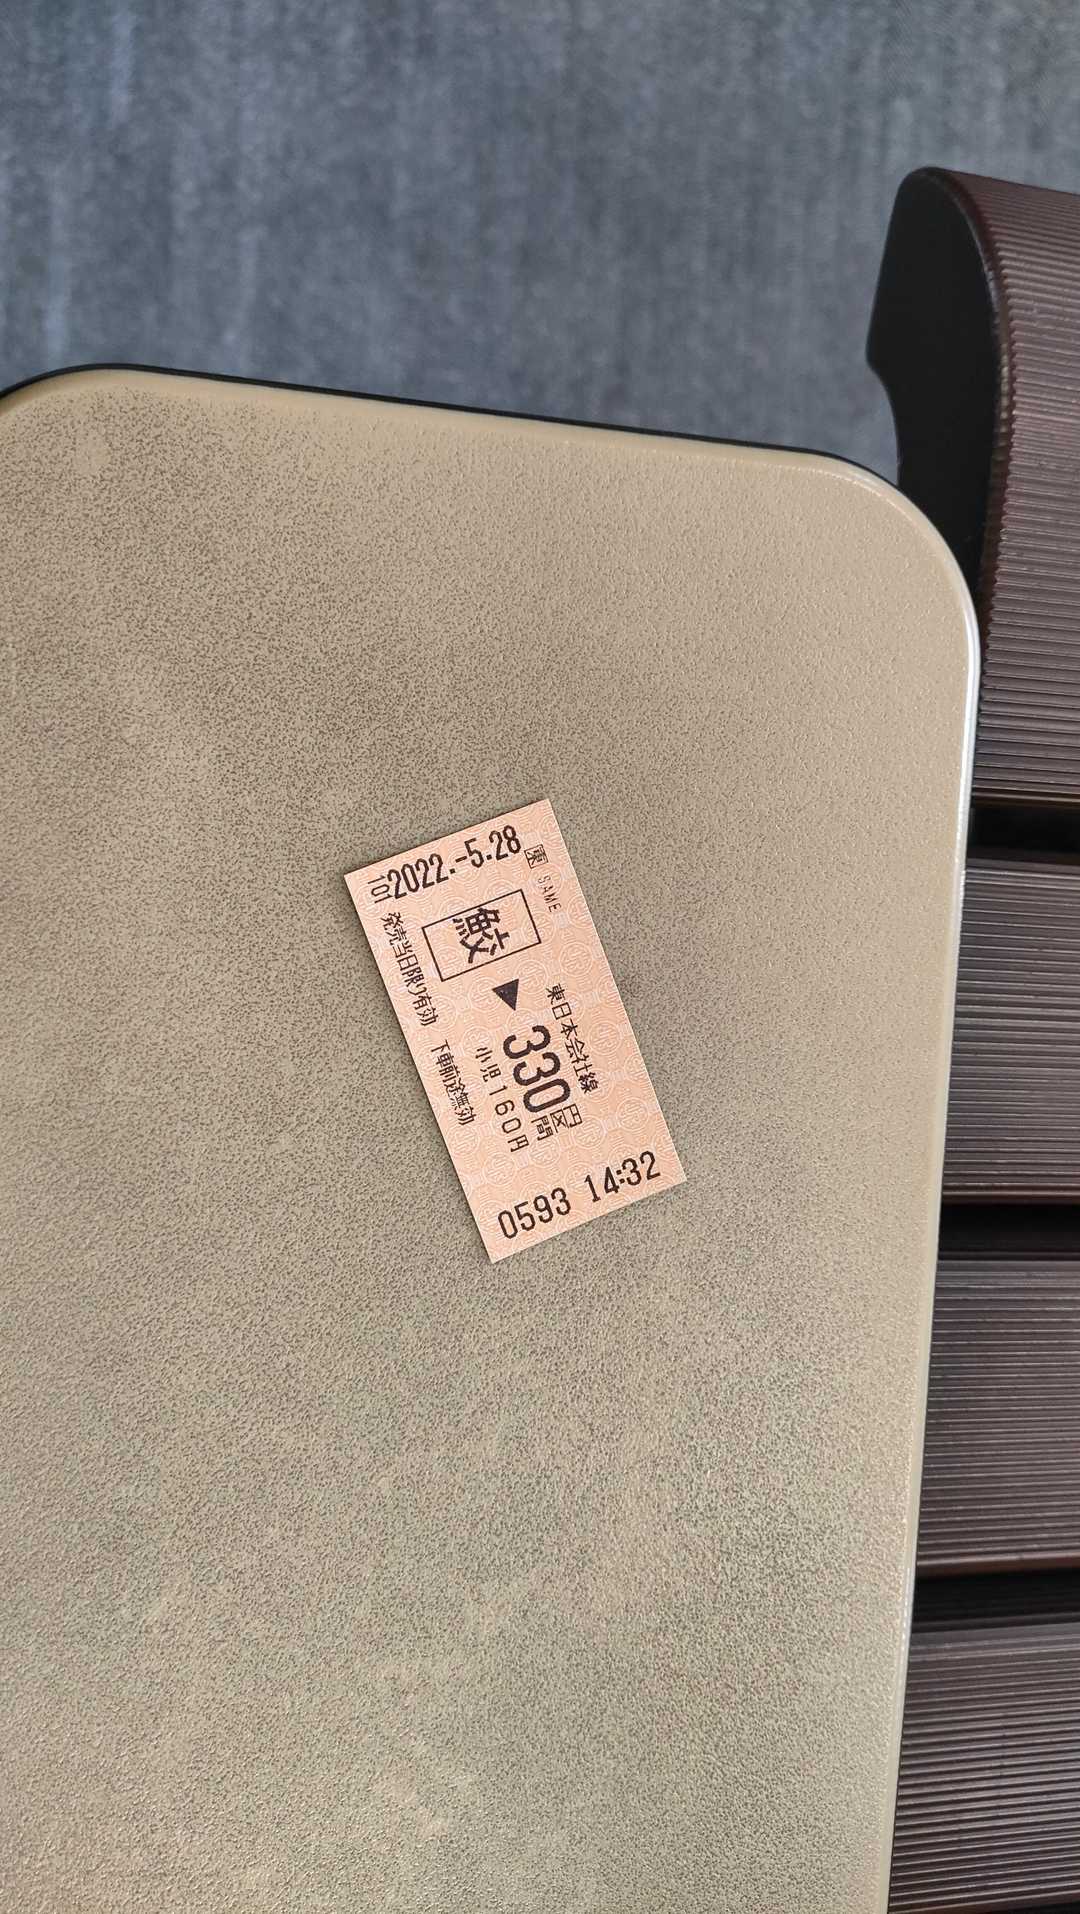 東 SAME
東日本会社線
鮫▶330円区間
小児160円
発売当日限り有効 下車前途無効
2022.-5.28
101
0593 14:32